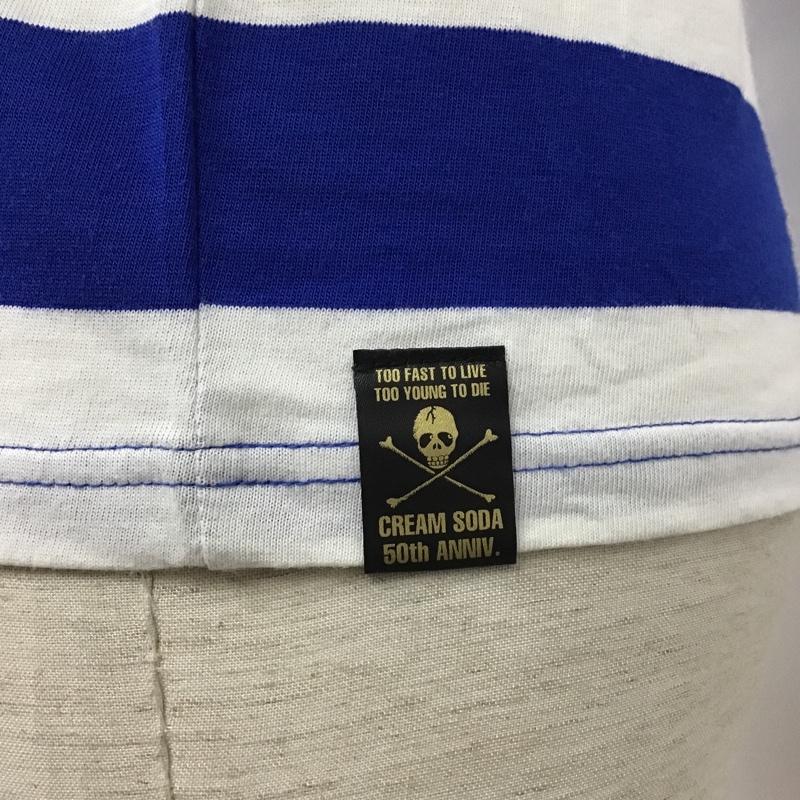 TOO FAST TO LIVE
TOO YOUNG TO DIE
CREAM SODA
50th ANNIV.